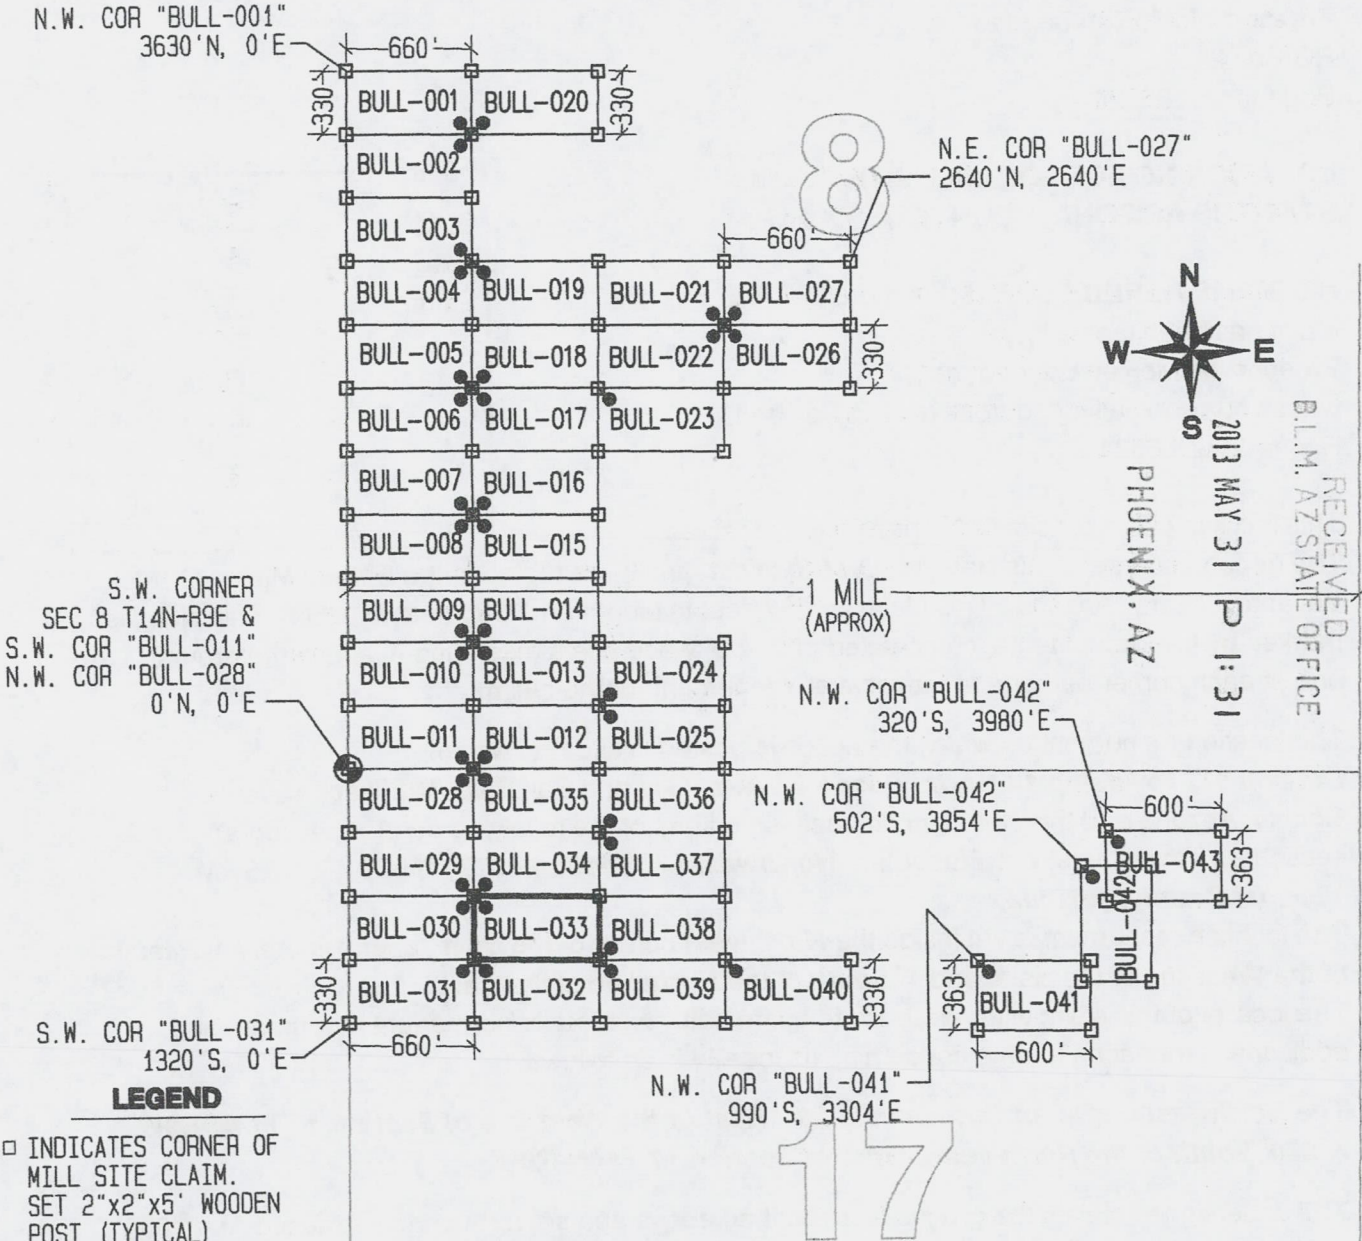 N.W. COR "BULL-001"
3630'N, 0'E
660'
330
BULL-001
BULL-020
330
BULL-002
8
N.E. COR "BULL-027"
2640'N, 2640'E
BULL-003
660'
BULL-004
BULL-019
BULL-021
BULL-027
N
W
E
S
BULL-005
BULL-018
BULL-022
BULL-026
330
BULL-006
BULL-017
BULL-023
BULL-007
BULL-016
BULL-008
BULL-015
RECEIVED
B.L.M. AZ STATE OFFICE
2013 MAY 31 P 1:31
PHOENIX, AZ
S.W. CORNER
SEC 8 T14N-R9E &
S.W. COR "BULL-011"
N.W. COR "BULL-028"
0'N, 0'E
BULL-009
BULL-014
1 MILE
(APPROX)
BULL-010
BULL-013
BULL-024
BULL-011
BULL-012
BULL-025
N.W. COR "BULL-042"
320'S, 3980'E
BULL-028
BULL-035
BULL-036
N.W. COR "BULL-042"
502'S, 3854'E
600'
BULL-029
BULL-034
BULL-037
BULL-043
363
BULL-042
BULL-030
BULL-033
BULL-038
330
BULL-031
BULL-032
BULL-039
BULL-040
330
363
BULL-041
600'
S.W. COR "BULL-031"
1320'S, 0'E
660'
N.W. COR "BULL-041"
990'S, 3304'E
17
LEGEND
INDICATES CORNER OF
MILL SITE CLAIM.
SET 2"x2"x5' WOODEN
POST (TYPICAL)